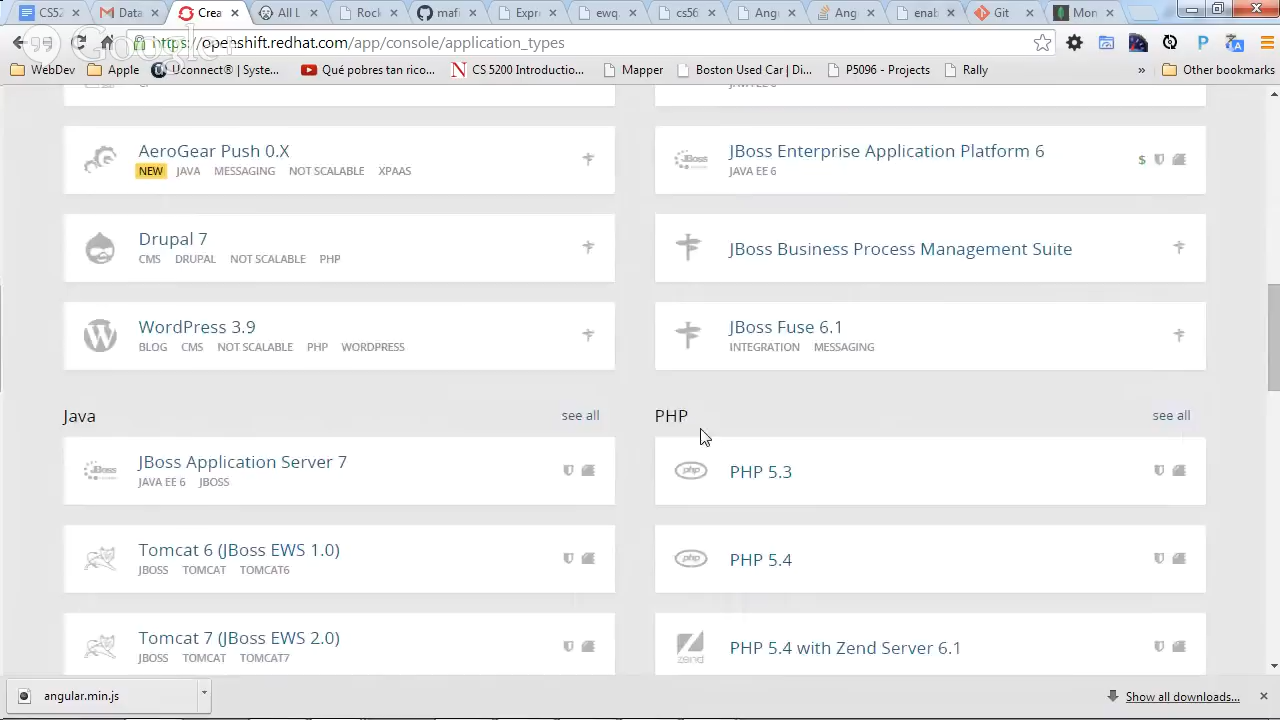 CS52
Data
Crea
All L
Rock
msf
Expr
ewq
cs56
Ang
Ang
enab
Git
Mon
Google
https://openshift.redhat.com/app/console/application_types
WebDev
Apple
Uconnect® | Syste...
Qué pobres tan rico...
CS 5200 Introductio...
Mapper
Boston Used Car | Di...
P5096 - Projects
Rally
»
Other bookmarks
AeroGear Push 0.X
NEW JAVA MESSAGING NOT SCALABLE XPAAS
JBoss Enterprise Application Platform 6
$
JAVA EE 6
Drupal 7
CMS DRUPAL NOT SCALABLE PHP
JBoss Business Process Management Suite
WordPress 3.9
BLOG CMS NOT SCALABLE PHP WORDPRESS
JBoss Fuse 6.1
INTEGRATION MESSAGING
Java
see all
PHP
see all
JBoss Application Server 7
JAVA EE 6 JBOSS
php
PHP 5.3
Tomcat 6 (JBoss EWS 1.0)
JBOSS TOMCAT TOMCAT6
php
PHP 5.4
Tomcat 7 (JBoss EWS 2.0)
JBOSS TOMCAT TOMCAT7
zend
PHP 5.4 with Zend Server 6.1
angular.min.js
Show all downloads...